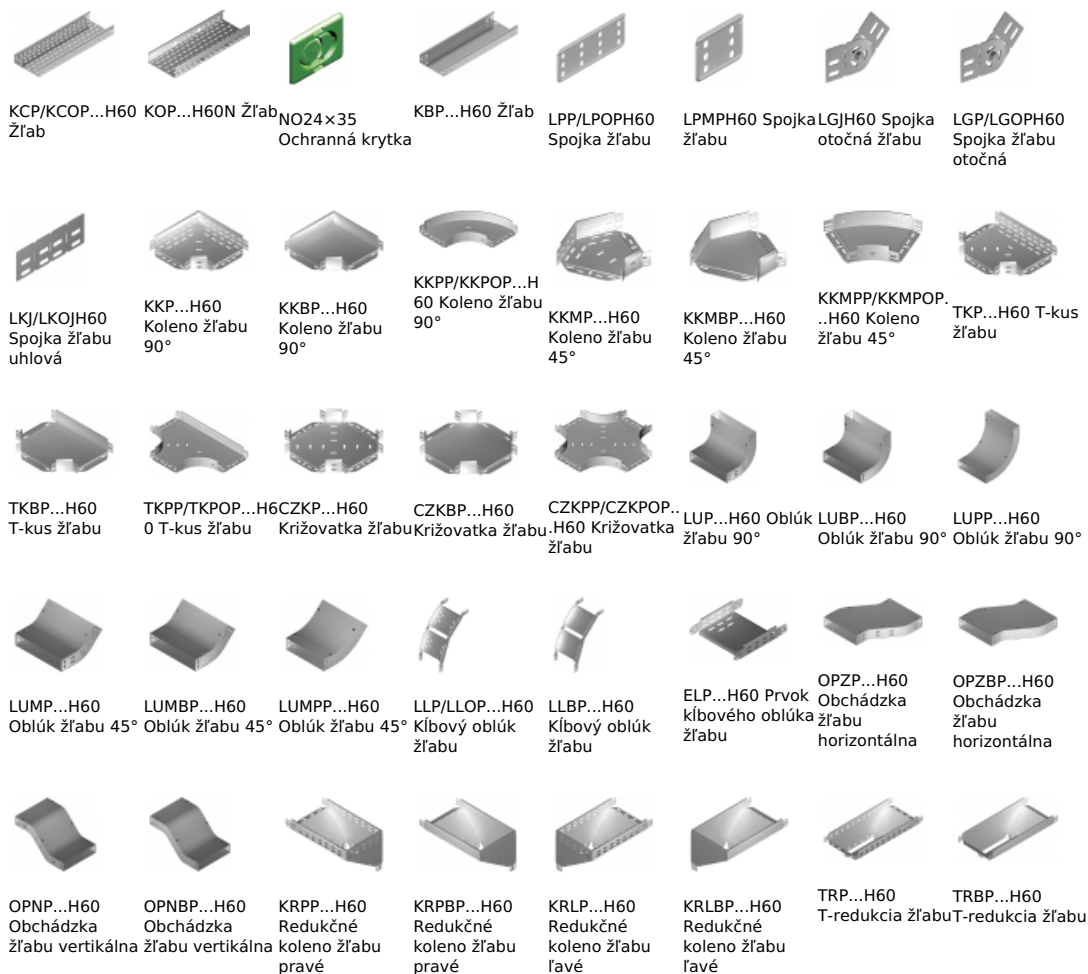 KCP/KCOP...H60
Žľab
KOP...H60N Žľab
NO24×35
Ochranná krytka
KBP...H60 Žľab
LPP/LPOPH60
Spojka žľabu
LPMPH60 Spojka
žľabu
LGJH60 Spojka
otočná žľabu
LGP/LGOPH60
Spojka žľabu
otočná
LKJ/LKOJH60
Spojka žľabu
uhlová
KKP...H60
Koleno žľabu
90°
KKBP...H60
Koleno žľabu
90°
KKPP/KKPOP...H
60 Koleno žľabu
90°
KKMP...H60
Koleno žľabu
45°
KKMBP...H60
Koleno žľabu
45°
KKMPP/KKMPOP.
..H60 Koleno
žľabu 45°
TKP...H60 T-kus
žľabu
TKBP...H60
T-kus žľabu
TKPP/TKPOP...H6
0 T-kus žľabu
CZKP...H60
Križovatka žľabu
CZKBP...H60
Križovatka žľabu
CZKPP/CZKPOP..
.H60 Križovatka
žľabu
LUP...H60 Oblúk
žľabu 90°
LUBP...H60
Oblúk žľabu 90°
LUPP...H60
Oblúk žľabu 90°
LUMP...H60
Oblúk žľabu 45°
LUMBP...H60
Oblúk žľabu 45°
LUMPP...H60
Oblúk žľabu 45°
LLP/LLOP...H60
Kĺbový oblúk
žľabu
LLBP...H60
Kĺbový oblúk
žľabu
ELP...H60 Prvok
kĺbového oblúka
žľabu
OPZP...H60
Obchádzka
žľabu
horizontálna
OPZBP...H60
Obchádzka
žľabu
horizontálna
OPNP...H60
Obchádzka
žľabu vertikálna
OPNBP...H60
Obchádzka
žľabu vertikálna
KRPP...H60
Redukčné
koleno žľabu
pravé
KRPBP...H60
Redukčné
koleno žľabu
pravé
KRLP...H60
Redukčné
koleno žľabu
ľavé
KRLBP...H60
Redukčné
koleno žľabu
ľavé
TRP...H60
T-redukcia žľabu
TRBP...H60
T-redukcia žľabu